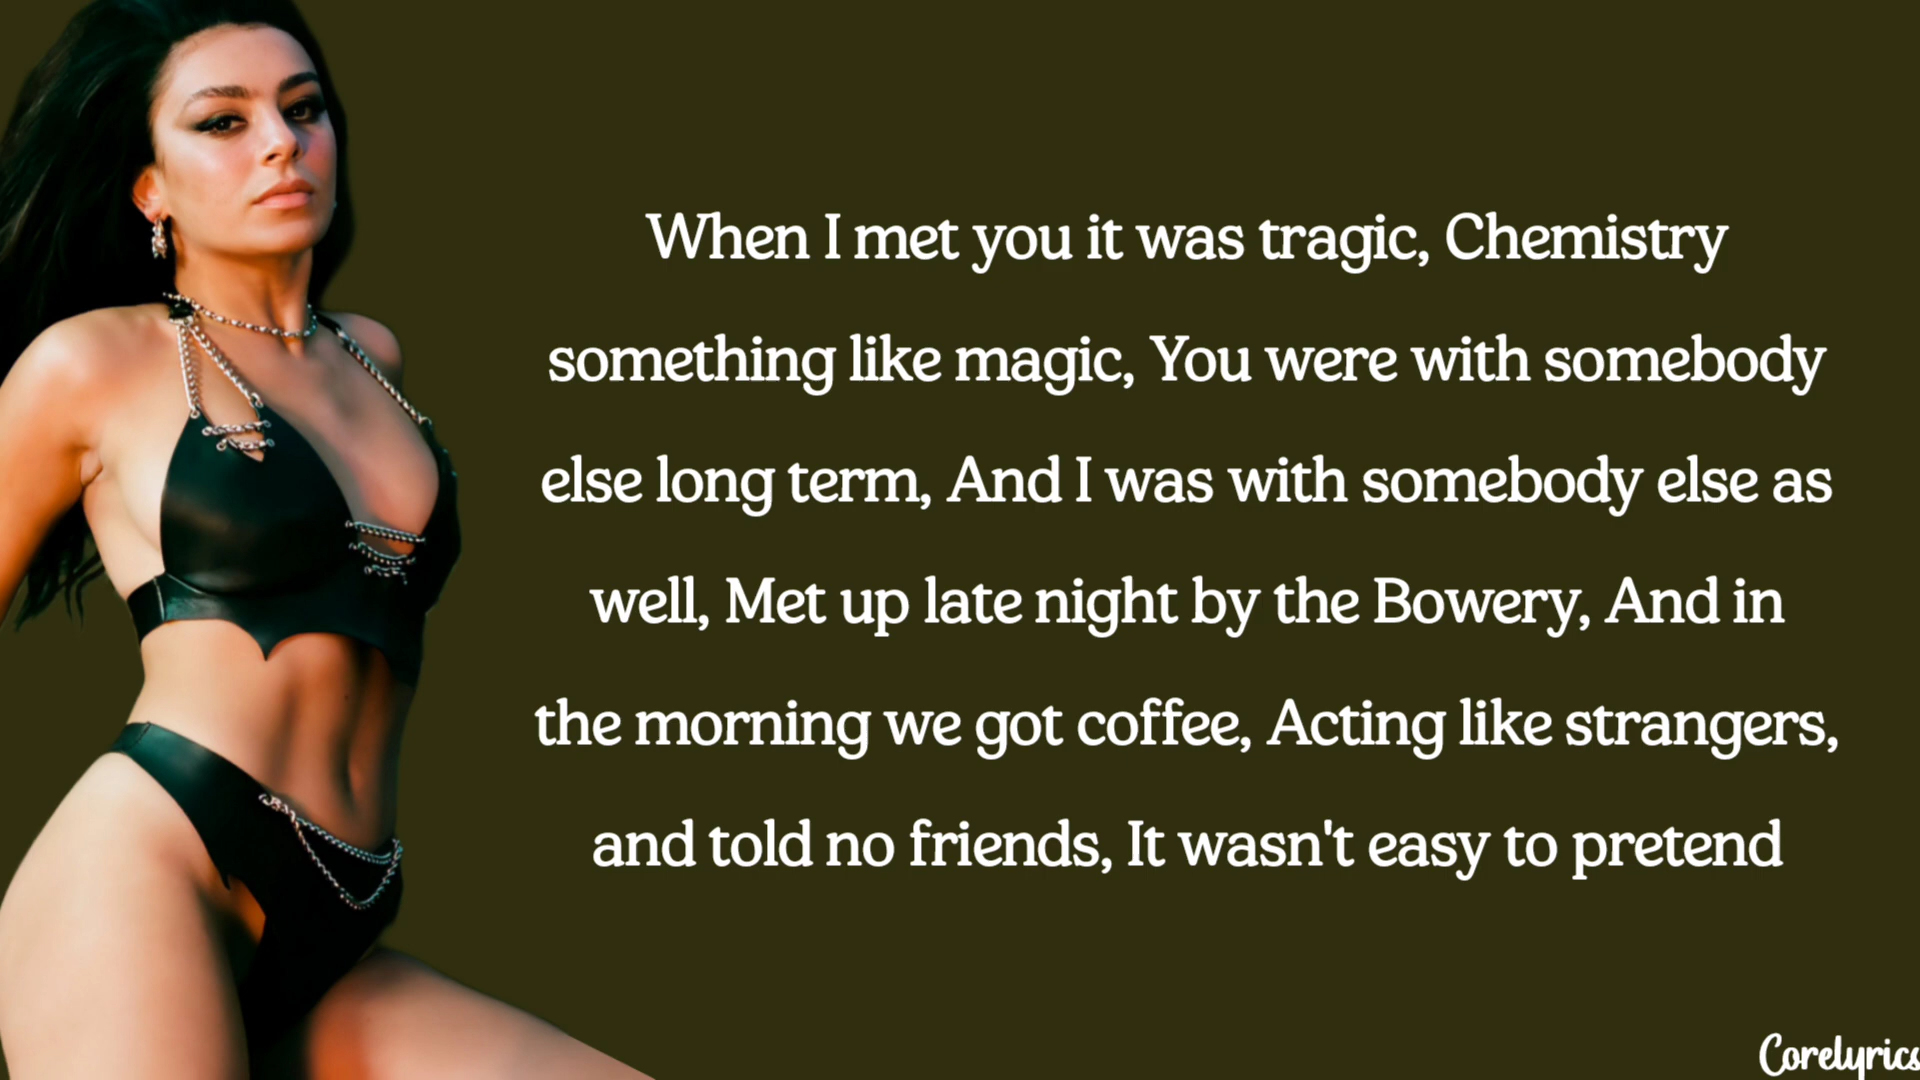 When I met you it was tragic, Chemistry
something like magic, You were with somebody
else long term, And I was with somebody else as
well, Met up late night by the Bowery, And in
the morning we got coffee, Acting like strangers,
and told no friends, It wasn't easy to pretend
Corelyrics